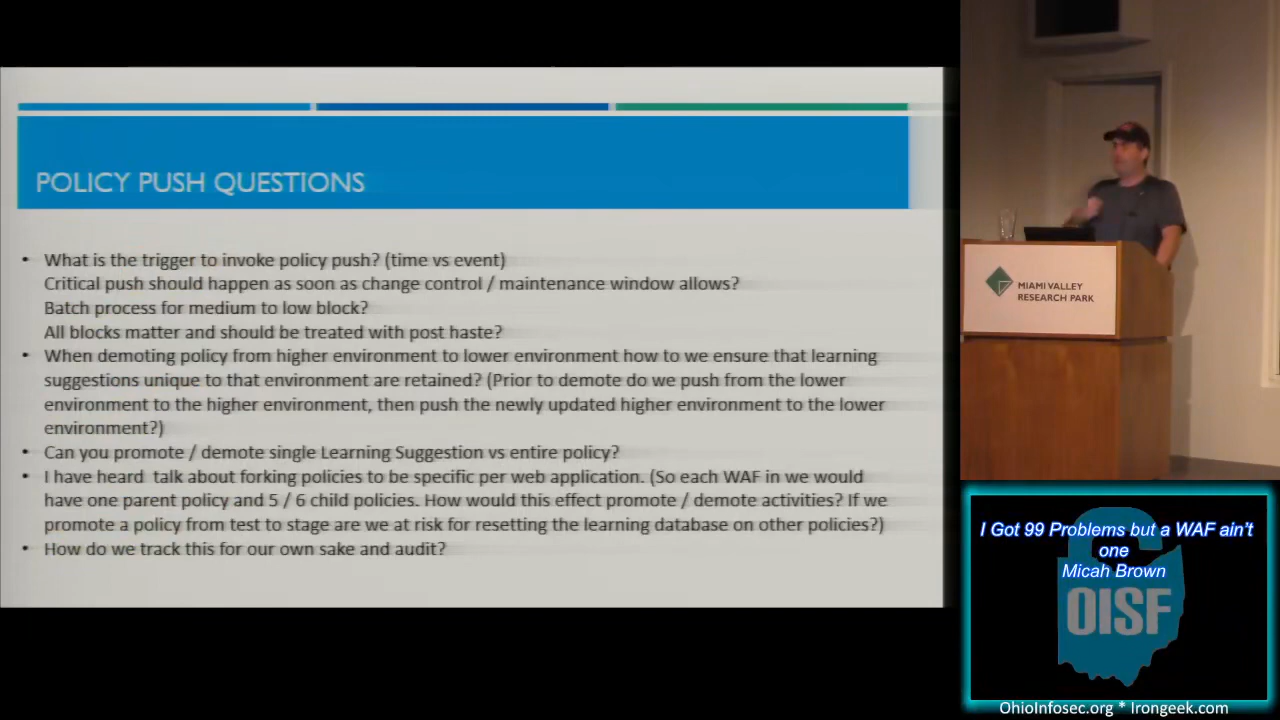 POLICY PUSH QUESTIONS
• What is the trigger to invoke policy push? (time vs event)
Critical push should happen as soon as change control / maintenance window allows?
Batch process for medium to low block?
All blocks matter and should be treated with post haste?
• When demoting policy from higher environment to lower environment how to we ensure that learning
suggestions unique to that environment are retained? (Prior to demote do we push from the lower
environment to the higher environment, then push the newly updated higher environment to the lower
environment?)
• Can you promote / demote single Learning Suggestion vs entire policy?
• I have heard talk about forking policies to be specific per web application. (So each WAF in we would
have one parent policy and 5 / 6 child policies. How would this effect promote / demote activities? If we
promote a policy from test to stage are we at risk for resetting the learning database on other policies?)
• How do we track this for our own sake and audit?
MIAMI VALLEY
RESEARCH PARK
I Got 99 Problems but a WAF ain't
one
Micah Brown
OISF
OhioInfosec.org * Irongeek.com